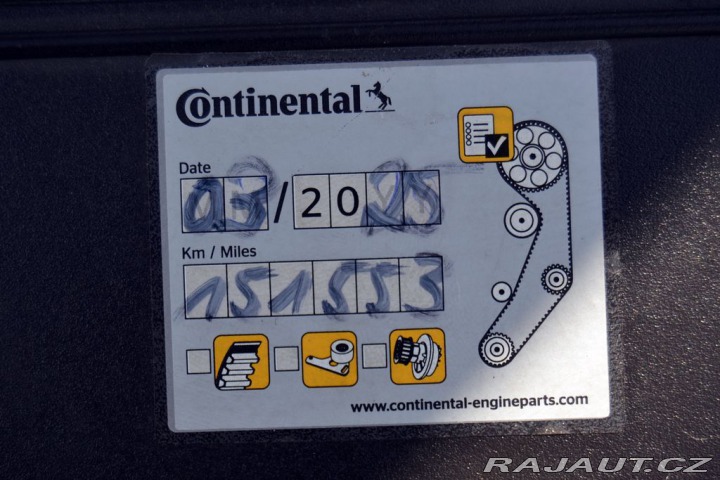 Continental
Date
03/2025
Km / Miles
151553
www.continental-engineparts.com
RAJAUT.CZ